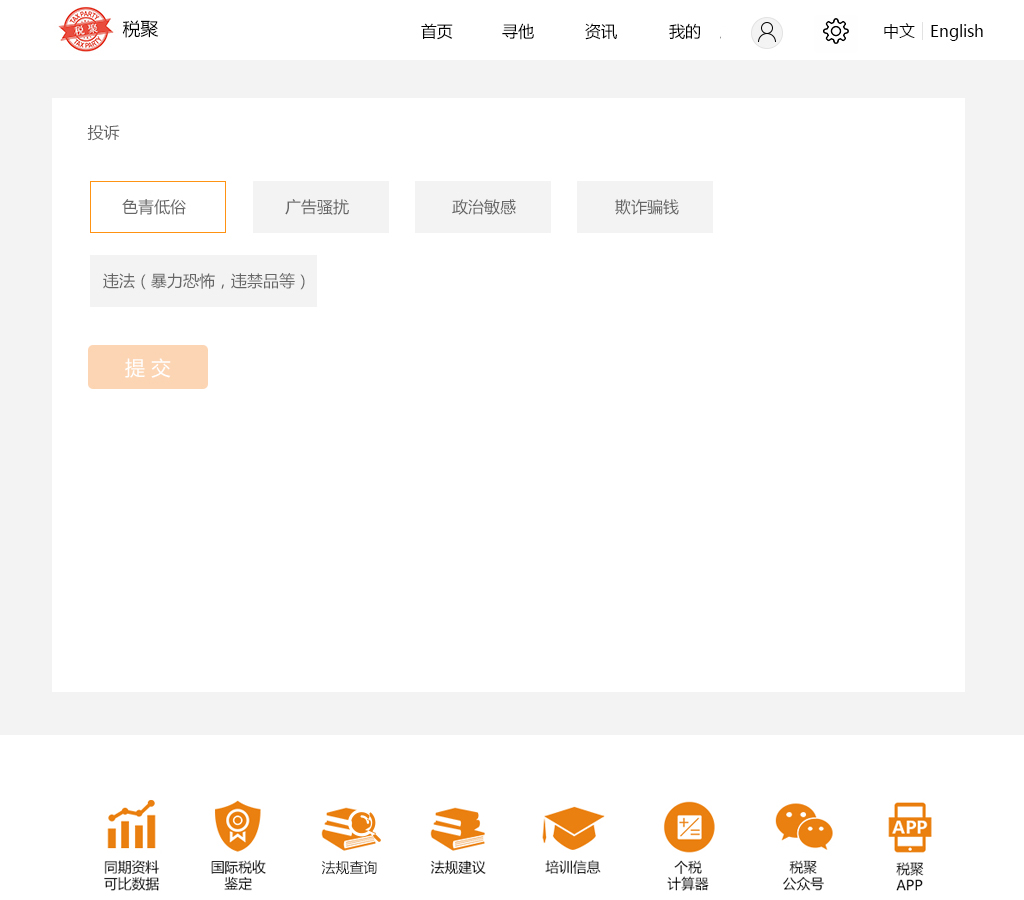 TAX PARTY
税聚
TAX PARTY
税聚
首页
寻他
资讯
我的
中文
English
投诉
色青低俗
广告骚扰
政治敏感
欺诈骗钱
违法（暴力恐怖，违禁品等）
提 交
APP
同期资料
可比数据
国际税收
鉴定
法规查询
法规建议
培训信息
个税
计算器
税聚
公众号
税聚
APP